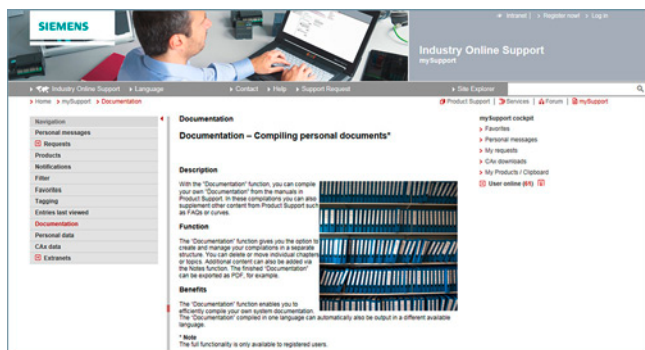 SIEMENS
Intranet | Register now! Log in
Industry Online Support
mySupport
Industry Online Support Language Contact Help Support Request Site Explorer
Home mySupport Documentation Product Support | Services | Forum | mySupport
Navigation
Personal messages
Requests
Products
Notifications
Filter
Favorites
Tagging
Entries last viewed
Documentation
Personal data
CAx data
Extranets
Documentation
Documentation – Compiling personal documents*
Description
With the "Documentation" function, you can compile
your own "Documentation" from the manuals in
Product Support. In these compilations you can also
supplement other content from Product Support such
as FAQs or curves.
Function
The "Documentation" function gives you the option to
create and manage your compilations in a separate
structure. You can delete or move individual chapters
or topics. Additional content can also be added via
the Notes function. The finished "Documentation"
can be exported as PDF, for example.
Benefits
The "Documentation" function enables you to
efficiently compile your own system documentation.
The "Documentation" compiled in one language can automatically also be output in a different available
language.
* Note
The full functionality is only available to registered users.
mySupport cockpit
Favorites
Personal messages
My requests
CAx downloads
My Products / Clipboard
User online (61)